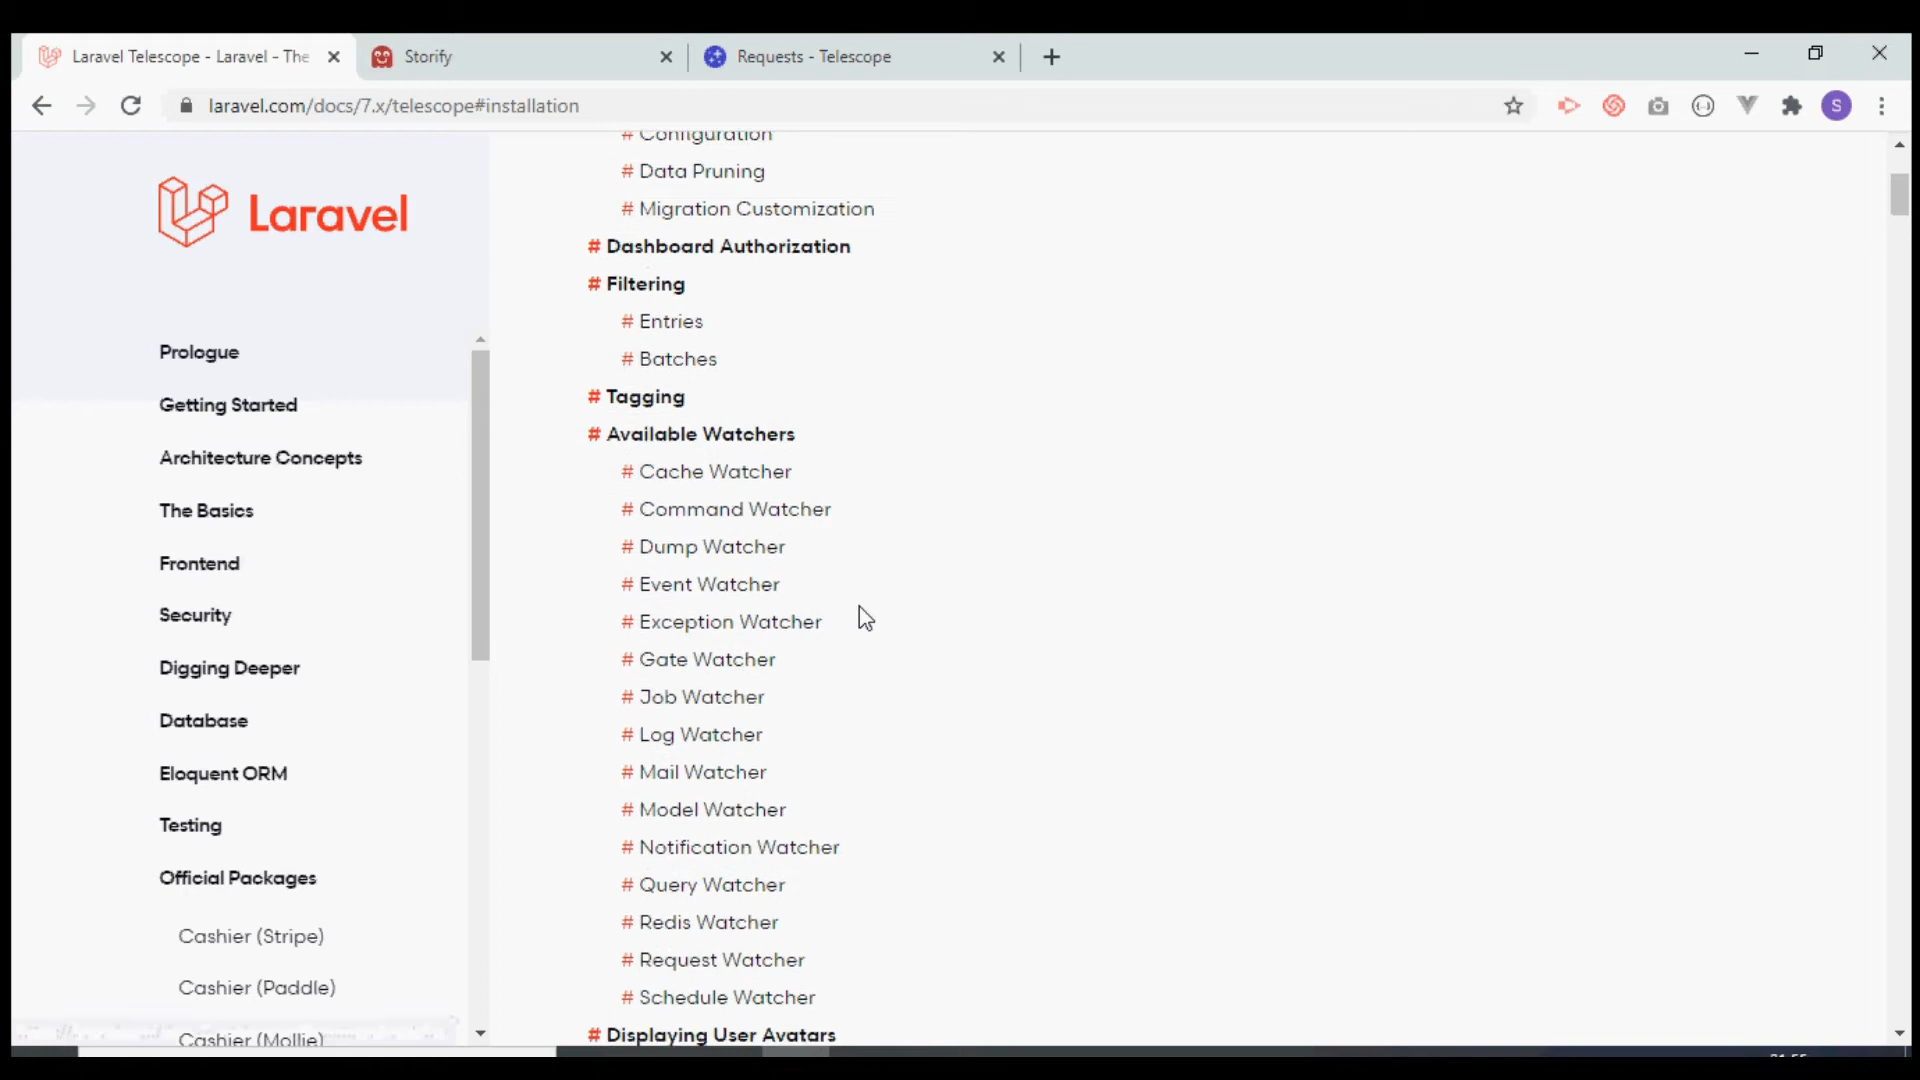 Laravel Telescope - Laravel - The
Storify
Requests - Telescope
laravel.com/docs/7.x/telescope#installation
S
Laravel
Prologue
Getting Started
Architecture Concepts
The Basics
Frontend
Security
Digging Deeper
Database
Eloquent ORM
Testing
Official Packages
Cashier (Stripe)
Cashier (Paddle)
Cashier (Mollie)
# Configuration
# Data Pruning
# Migration Customization
# Dashboard Authorization
# Filtering
# Entries
# Batches
# Tagging
# Available Watchers
# Cache Watcher
# Command Watcher
# Dump Watcher
# Event Watcher
# Exception Watcher
# Gate Watcher
# Job Watcher
# Log Watcher
# Mail Watcher
# Model Watcher
# Notification Watcher
# Query Watcher
# Redis Watcher
# Request Watcher
# Schedule Watcher
# Displaying User Avatars